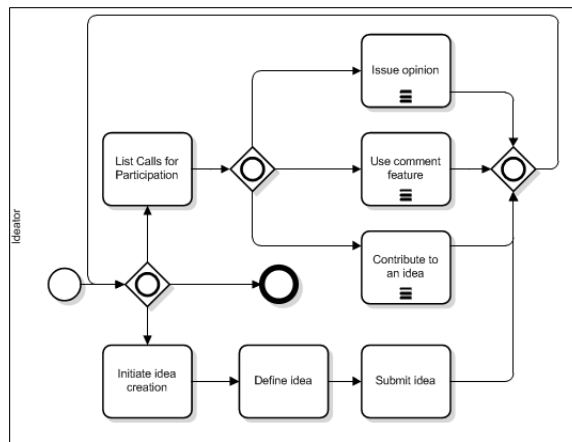 Ideator
Issue opinion
List Calls for
Participation
Use comment
feature
Contribute to
an idea
Initiate idea
creation
Define idea
Submit idea